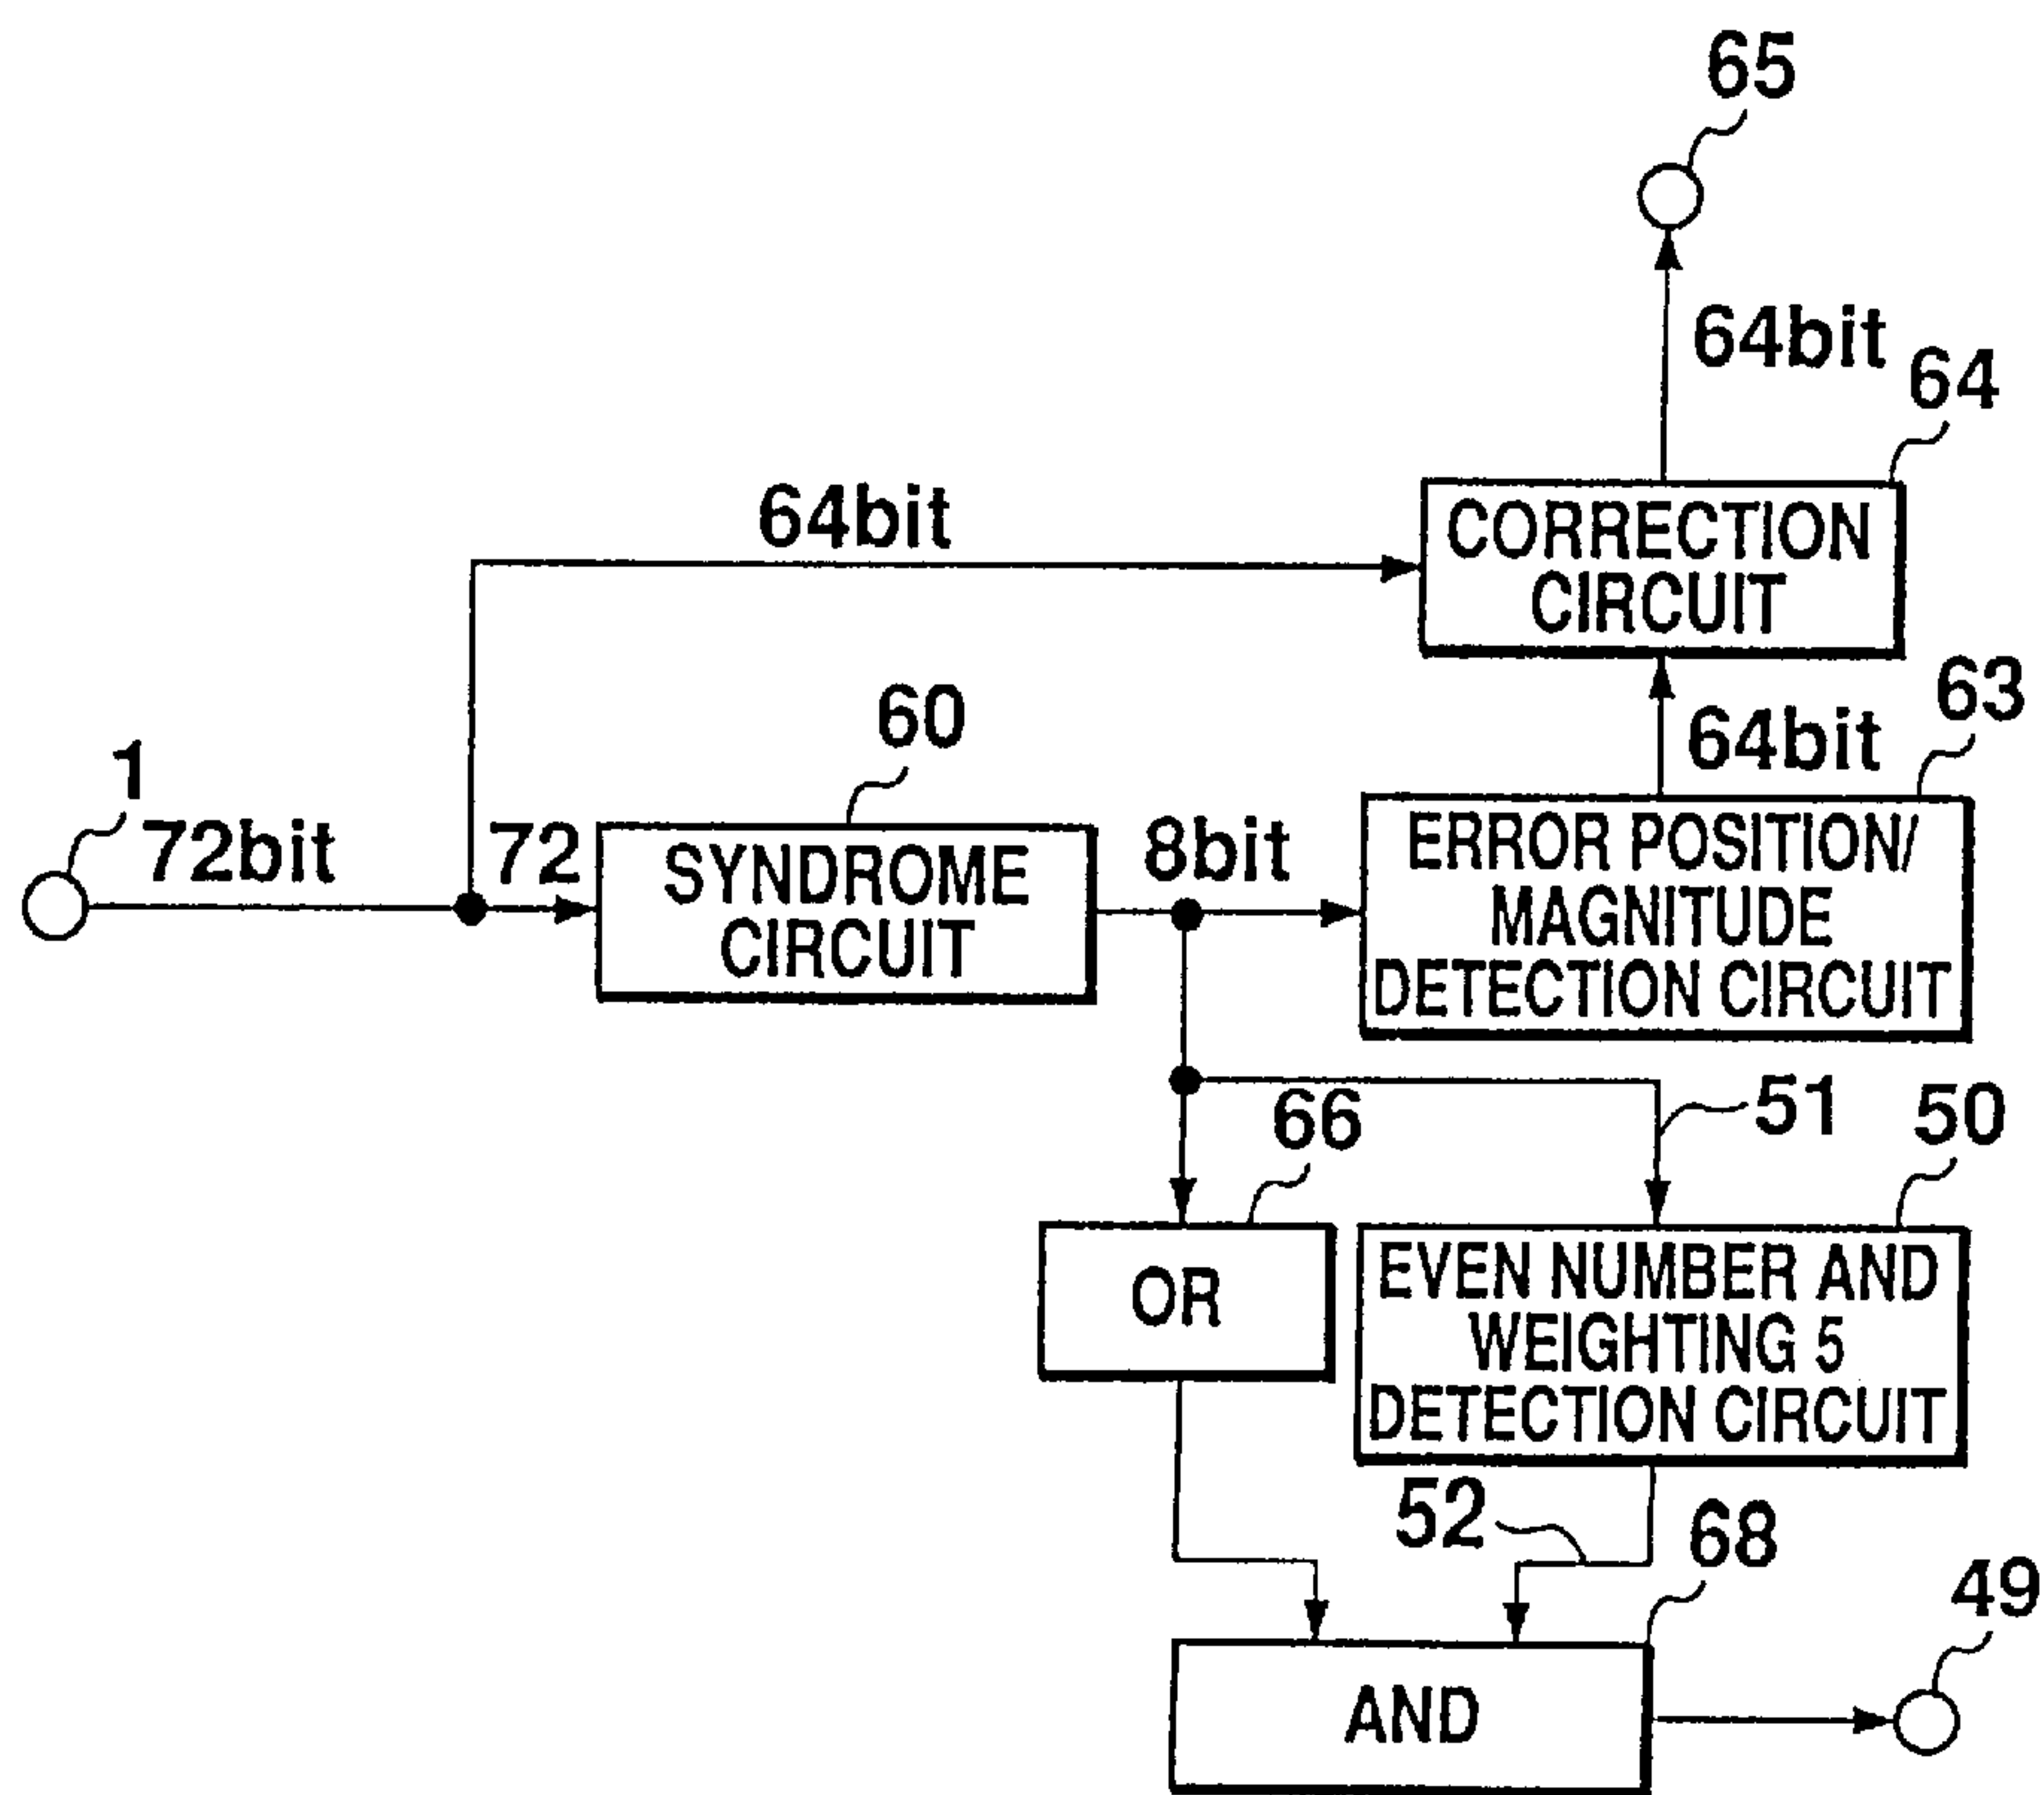 65
64bit
64
64bit
CORRECTION
CIRCUIT
63
60
64bit
1
72bit
72
SYNDROME
CIRCUIT
8bit
ERROR POSITION/
MAGNITUDE
DETECTION CIRCUIT
51
50
66
OR
EVEN NUMBER AND
WEIGHTING 5
DETECTION CIRCUIT
52
68
49
AND